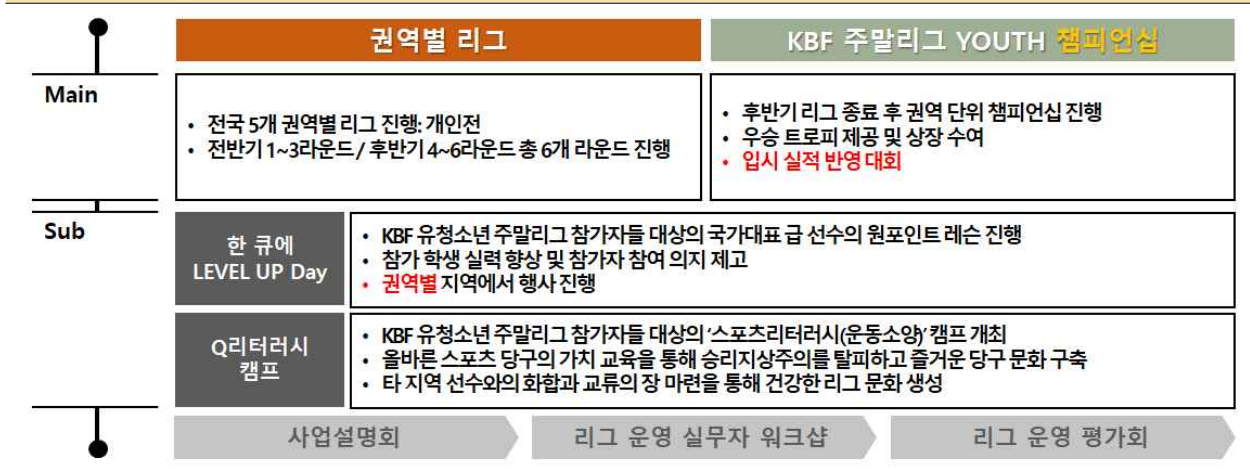 권역별 리그
KBF 주말리그 YOUTH 챔피언십
Main
• 전국 5개 권역별 리그 진행: 개인전
• 전반기 1~3라운드 / 후반기 4~6라운드 총 6개 라운드 진행
• 후반기 리그 종료 후 권역 단위 챔피언십 진행
• 우승 트로피 제공 및 상장 수여
• 입시 실적 반영 대회
Sub
한 큐에
LEVEL UP Day
• KBF 유청소년 주말리그 참가자들 대상의 국가대표 급 선수의 원포인트 레슨 진행
• 참가 학생 실력 향상 및 참가자 참여 의지 제고
• 권역별 지역에서 행사 진행
Q리터러시
캠프
• KBF 유청소년 주말리그 참가자들 대상의 '스포츠리터러시(운동소양)' 캠프 개최
• 올바른 스포츠 당구의 가치 교육을 통해 승리지상주의를 탈피하고 즐거운 당구 문화 구축
• 타 지역 선수와의 화합과 교류의 장 마련을 통해 건강한 리그 문화 생성
사업설명회
리그 운영 실무자 워크샵
리그 운영 평가회